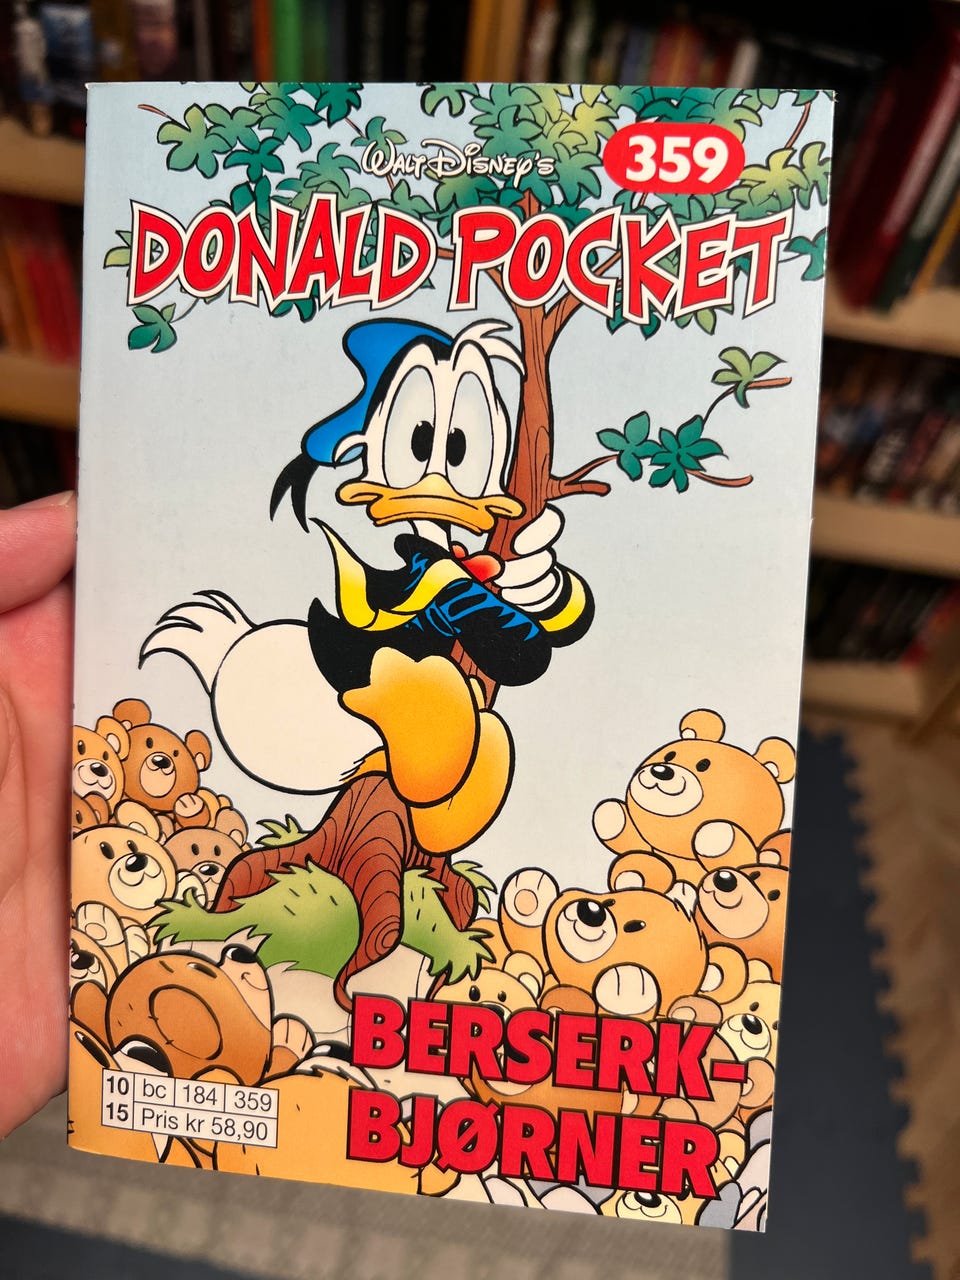 WALT DISNEY'S
359
DONALD POCKET
BERSERK-
BJØRNER
10 bc 184 359
15 Pris kr 58,90